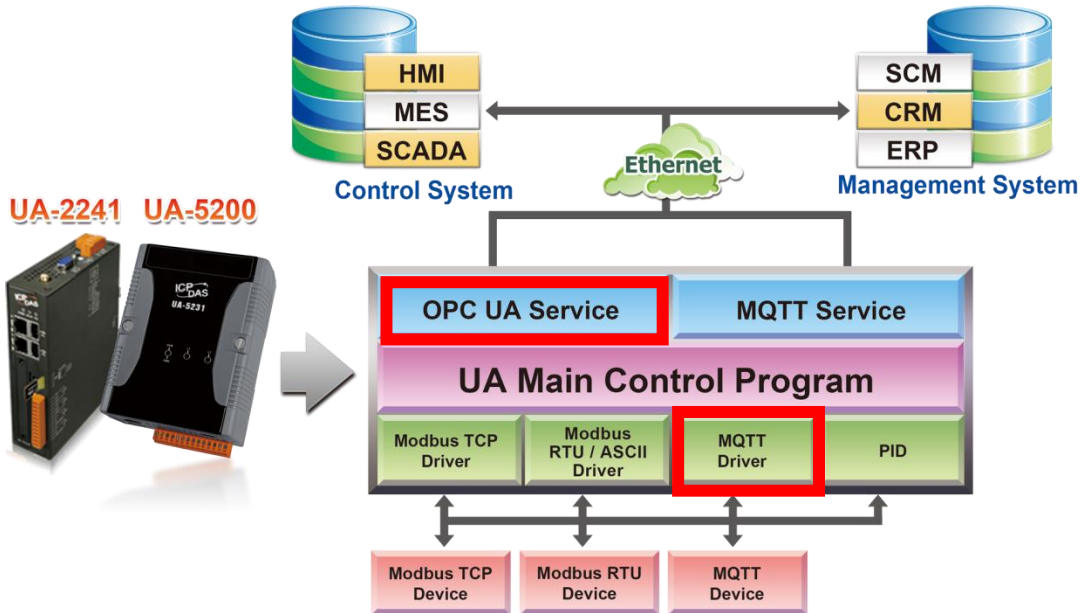 HMI
MES
SCADA
Control System
SCM
CRM
ERP
Management System
Ethernet
UA-2241 UA-5200
ICP DAS
ICP DAS
UA-5231
OPC UA Service
MQTT Service
UA Main Control Program
Modbus TCP
Driver
Modbus
RTU / ASCII
Driver
MQTT
Driver
PID
Modbus TCP
Device
Modbus RTU
Device
MQTT
Device